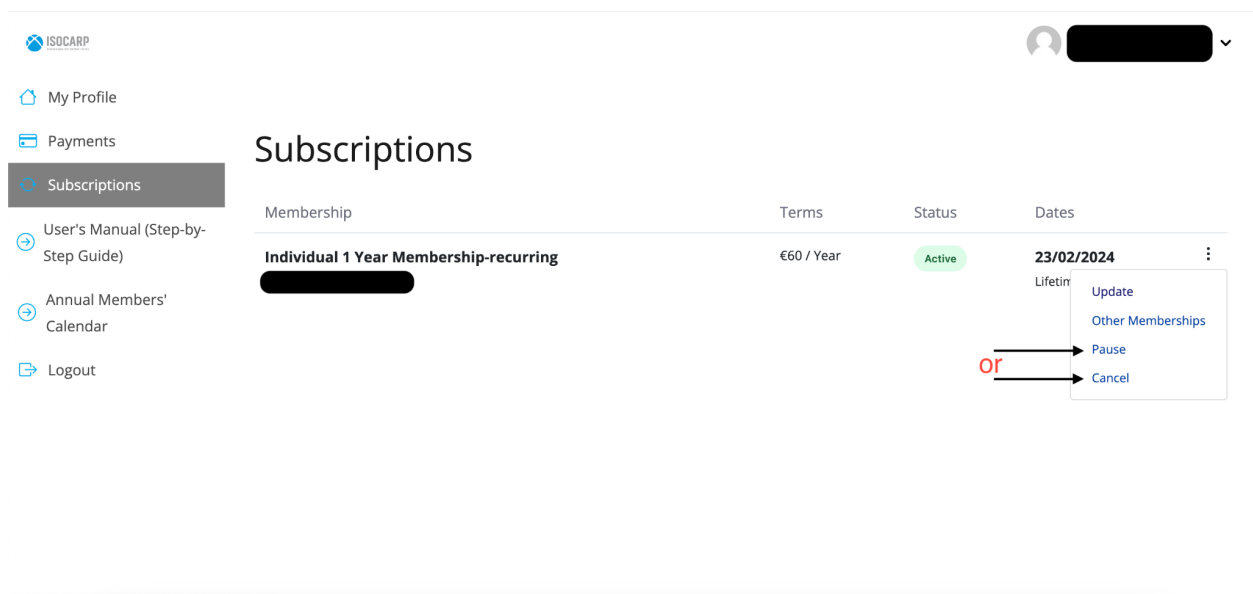 ISOCARP
My Profile
Payments
Subscriptions
User's Manual (Step-by-
Step Guide)
Annual Members'
Calendar
Logout
Subscriptions
Membership Terms Status Dates
Individual 1 Year Membership-recurring €60 / Year Active 23/02/2024
Update
Other Memberships
or
Pause
Cancel